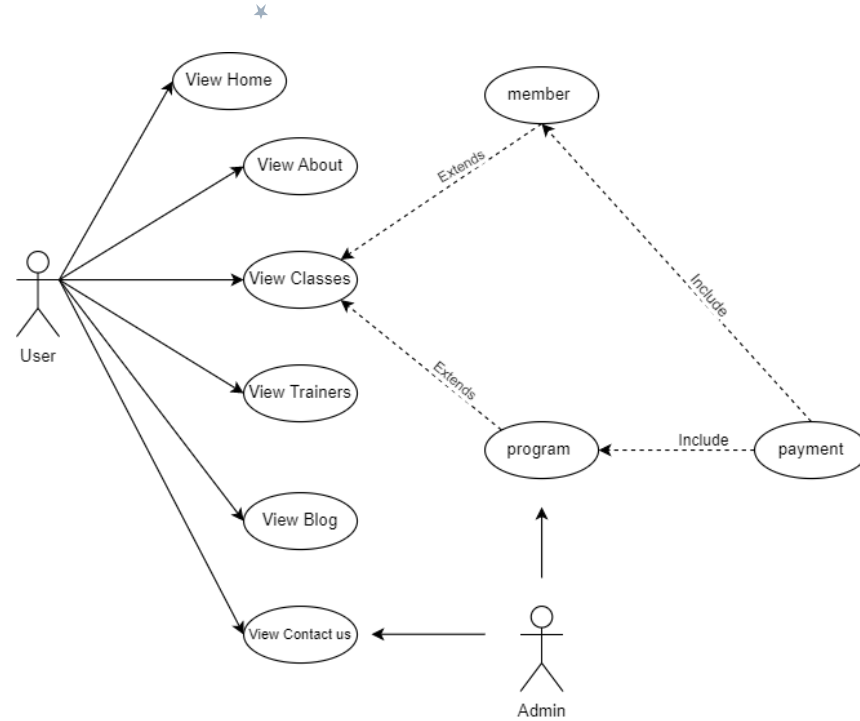 View Home
member
View About
Extends
View Classes
Include
User
Extends
View Trainers
program
Include
payment
View Blog
View Contact us
Admin